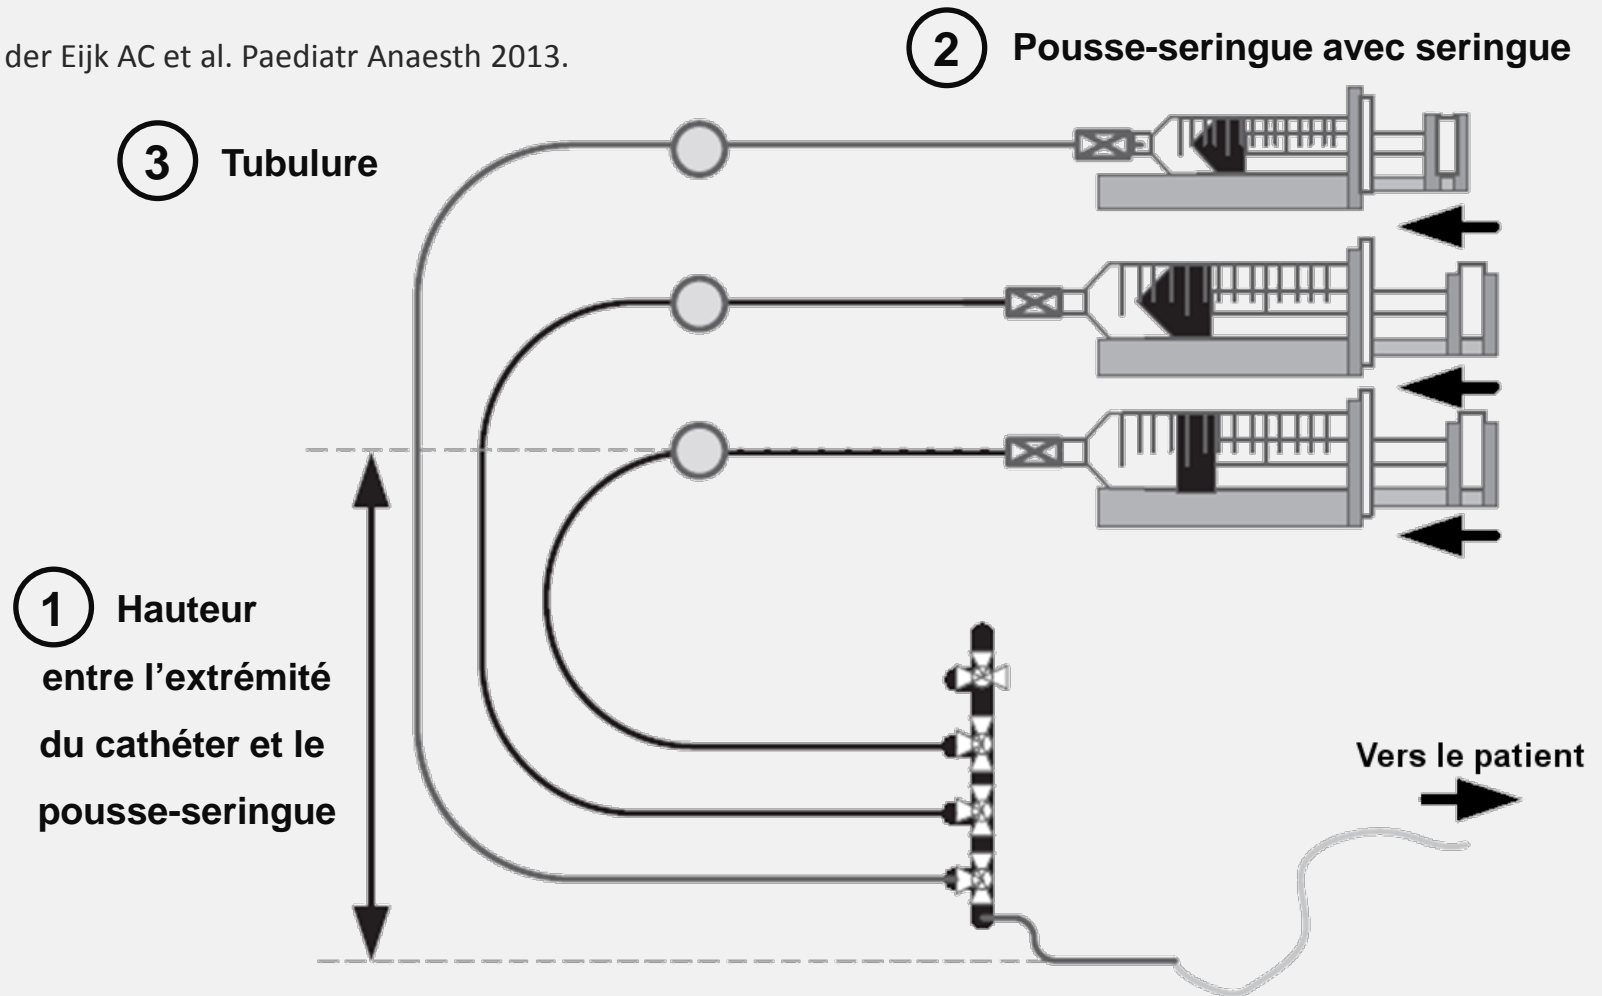 der Eijk AC et al. Paediatr Anaesth 2013.
2 Pousse-seringue avec seringue
3 Tubulure
1 Hauteur
entre l'extrémité
du cathéter et le
pousse-seringue
Vers le patient